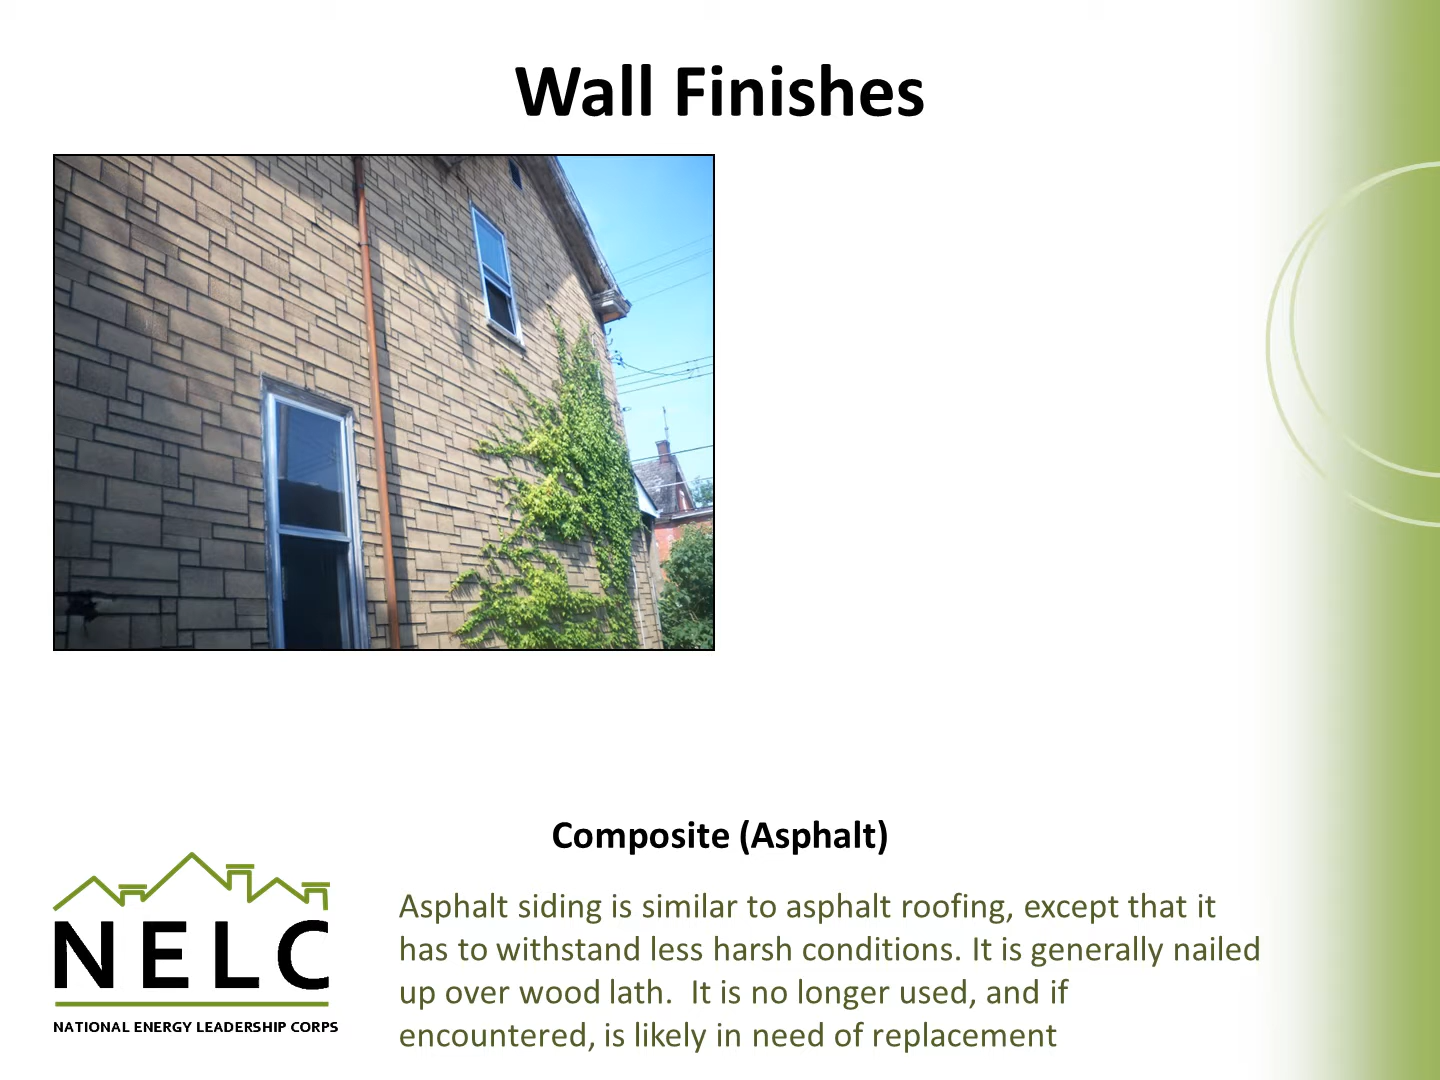 Wall Finishes
Composite (Asphalt)
Asphalt siding is similar to asphalt roofing, except that it
has to withstand less harsh conditions. It is generally nailed
up over wood lath.  It is no longer used, and if
encountered, is likely in need of replacement
NELC
NATIONAL ENERGY LEADERSHIP CORPS